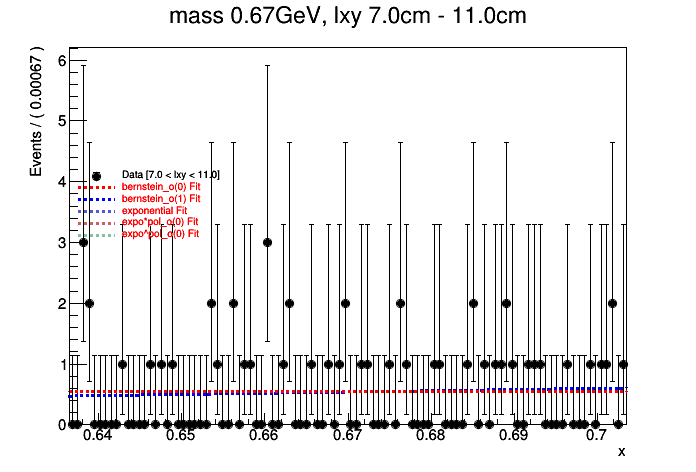 mass 0.67GeV, lxy 7.0cm - 11.0cm
Events / ( 0.00067 )
6
5
4
3
2
1
0
Data [7.0 < lxy < 11.0]
bernstein_o(0) Fit
bernstein_o(1) Fit
exponential Fit
expo*pol_o(0) Fit
expo^pol_o(0) Fit
0.64 0.65 0.66 0.67 0.68 0.69 0.7
x